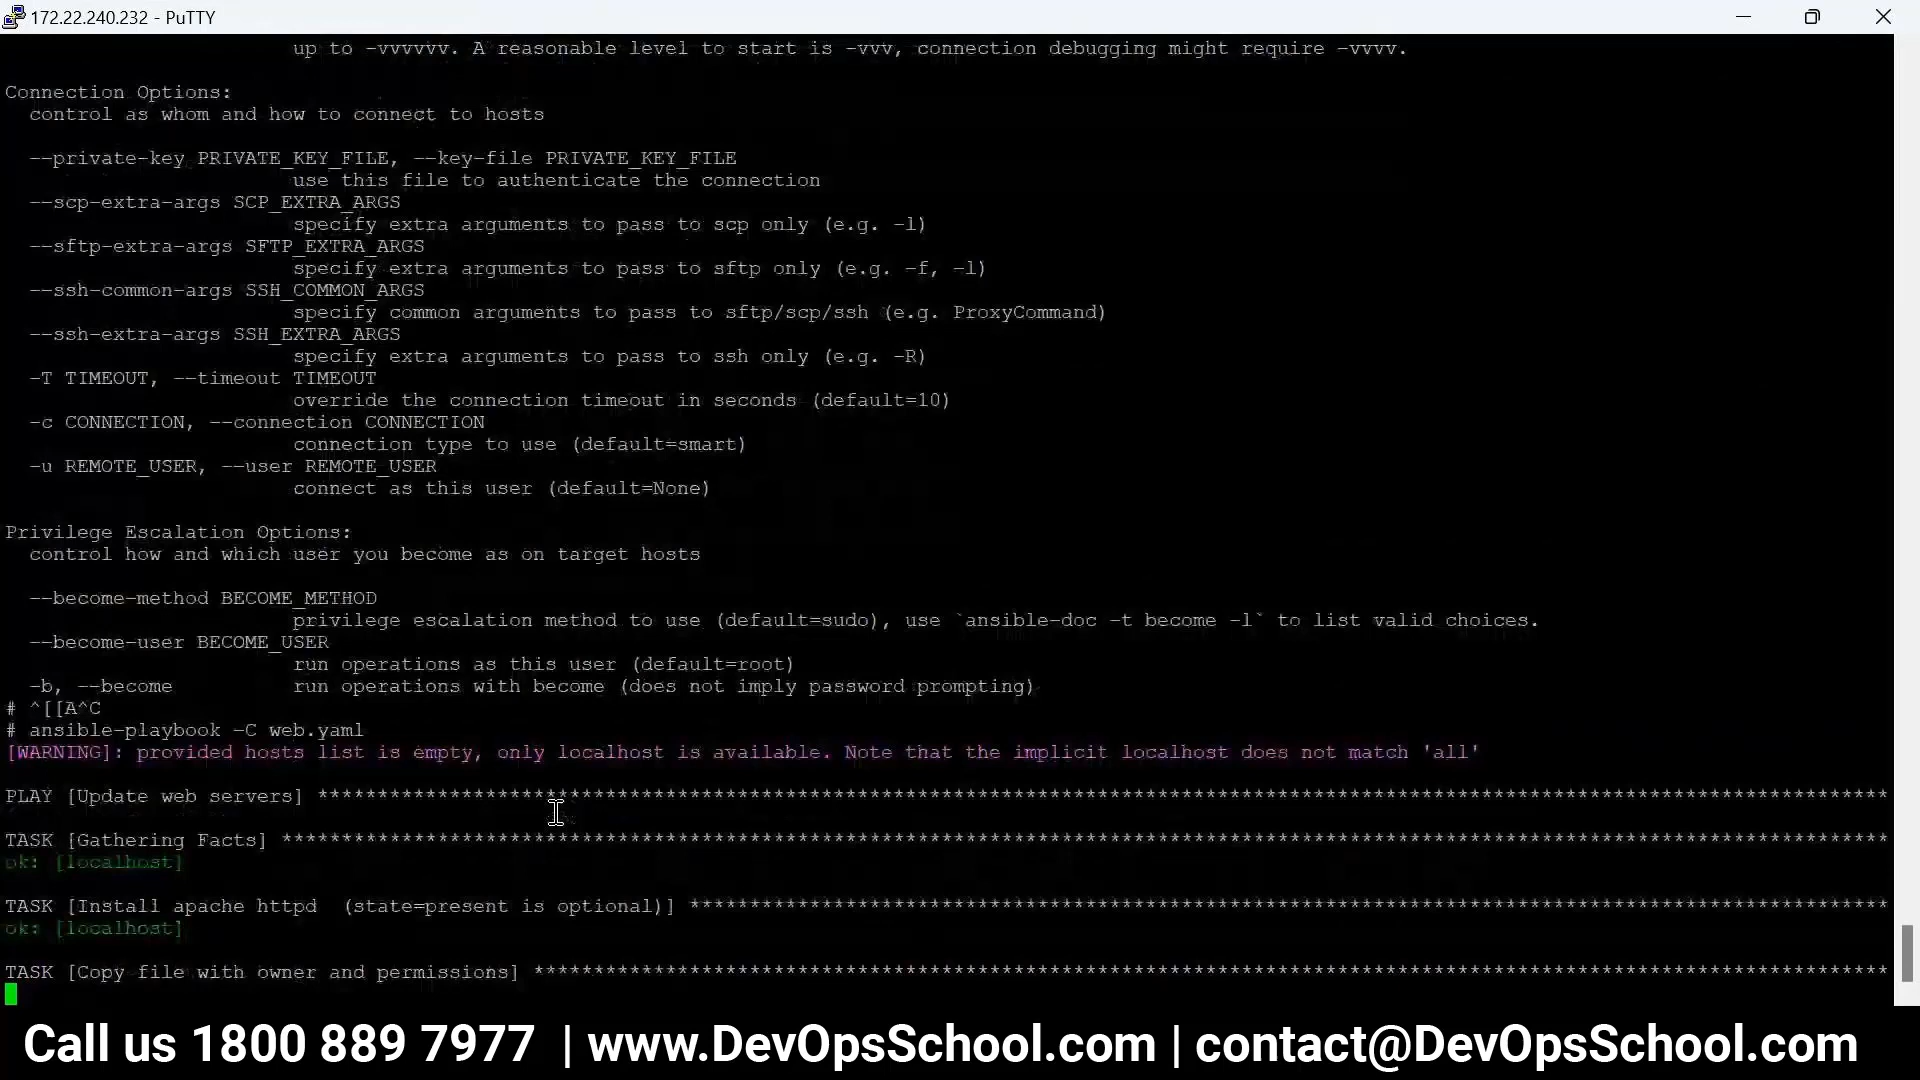 172.22.240.232 - PuTTY
up to -vvvvvv. A reasonable level to start is -vvv, connection debugging might require -vvvv.
Connection Options:
control as whom and how to connect to hosts
--private-key PRIVATE_KEY_FILE, --key-file PRIVATE_KEY_FILE
use this file to authenticate the connection
--scp-extra-args SCP_EXTRA_ARGS
specify extra arguments to pass to scp only (e.g. -l)
--sftp-extra-args SFTP_EXTRA_ARGS
specify extra arguments to pass to sftp only (e.g. -f, -l)
--ssh-common-args SSH_COMMON_ARGS
specify common arguments to pass to sftp/scp/ssh (e.g. ProxyCommand)
--ssh-extra-args SSH_EXTRA_ARGS
specify extra arguments to pass to ssh only (e.g. -R)
-T TIMEOUT, --timeout TIMEOUT
override the connection timeout in seconds (default=10)
-c CONNECTION, --connection CONNECTION
connection type to use (default=smart)
-u REMOTE_USER, --user REMOTE_USER
connect as this user (default=None)
Privilege Escalation Options:
control how and which user you become as on target hosts
--become-method BECOME_METHOD
privilege escalation method to use (default=sudo), use `ansible-doc -t become -l` to list valid choices.
--become-user BECOME_USER
run operations as this user (default=root)
-b, --become run operations with become (does not imply password prompting)
# ^[[A^C
# ansible-playbook -C web.yaml
[WARNING]: provided hosts list is empty, only localhost is available. Note that the implicit localhost does not match 'all'
PLAY [Update web servers] ***********************************************************************************************************************************
TASK [Gathering Facts] **************************************************************************************************************************************
ok: [localhost]
TASK [Install apache httpd  (state=present is optional)] ****************************************************************************************************
ok: [localhost]
TASK [Copy file with owner and permissions] *****************************************************************************************************************
Call us 1800 889 7977 | www.DevOpsSchool.com | contact@DevOpsSchool.com